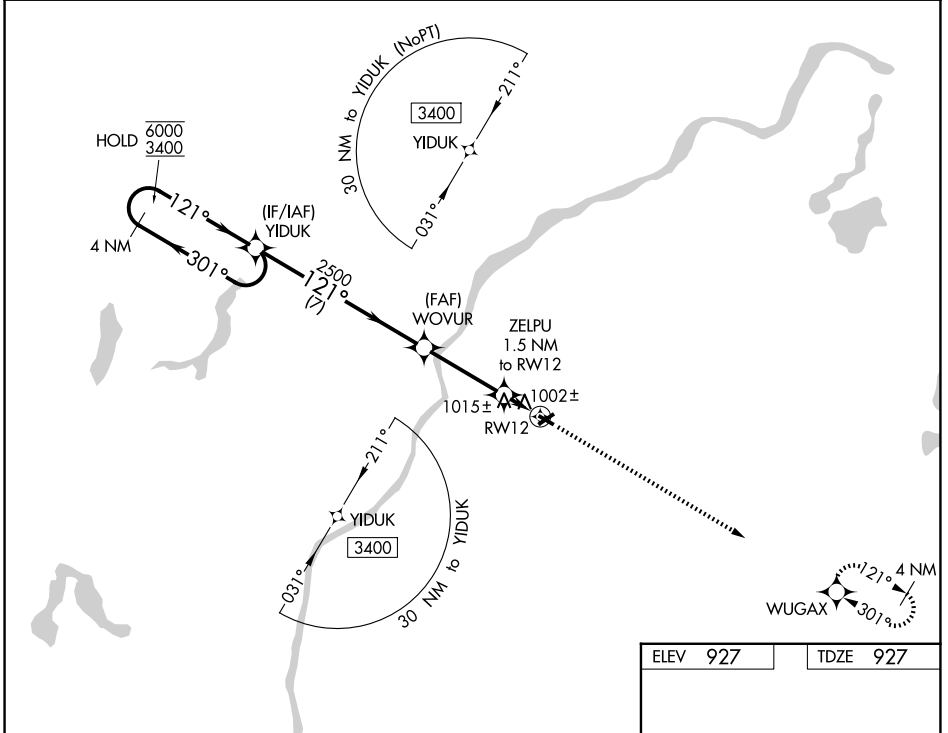 30 NM to YIDUK (NoPT)
211°
3400
YIDUK
031°
HOLD 6000
3400
121°
(IF/IAF)
YIDUK
4 NM
301°
2500
121°
(7)
(FAF)
WOVUR
ZELPU
1.5 NM
to RW12
1015± 1002±
RW12
211°
YIDUK
3400
031°
30 NM to YIDUK
121° 4 NM
WUGAX 301°
ELEV 927 TDZE 927